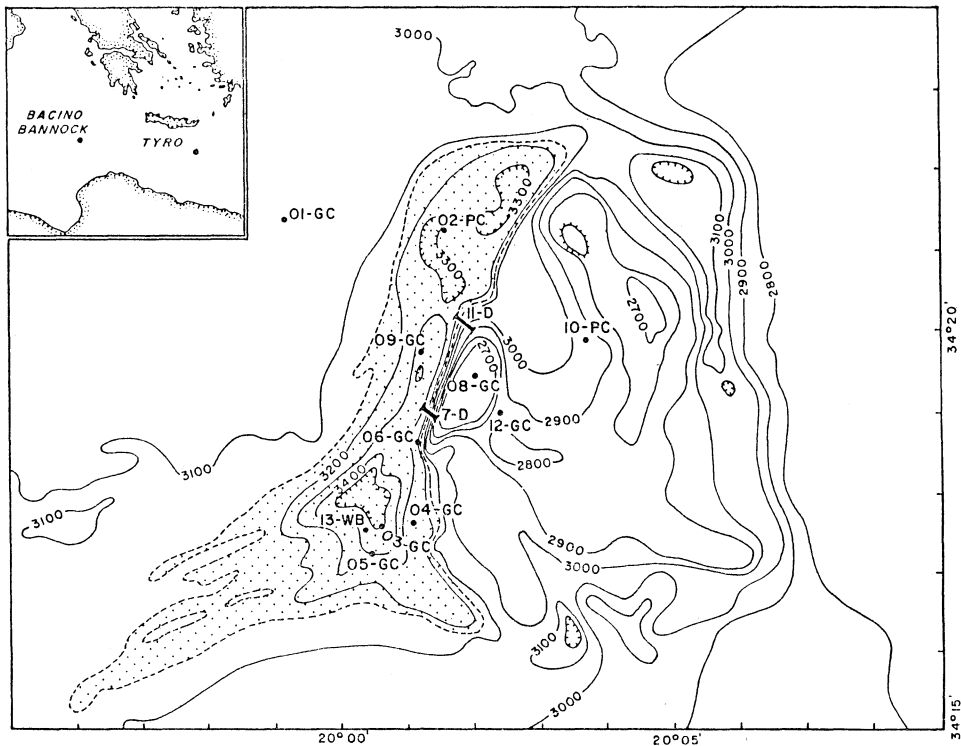 BACINO
BANNOCK
TYRO
3000
01-GC
02-PC
3300
3300
3100
3000
2900
2800
2700
11-D
10-PC
3000
09-GC
2700
08-GC
34°20'
7-D
12-GC
2900
06-GC
2800
3200
3100
3400
3100
04-GC
13-WB
03-GC
05-GC
2900
3000
3100
3000
34°15'
20°00'
20°05'